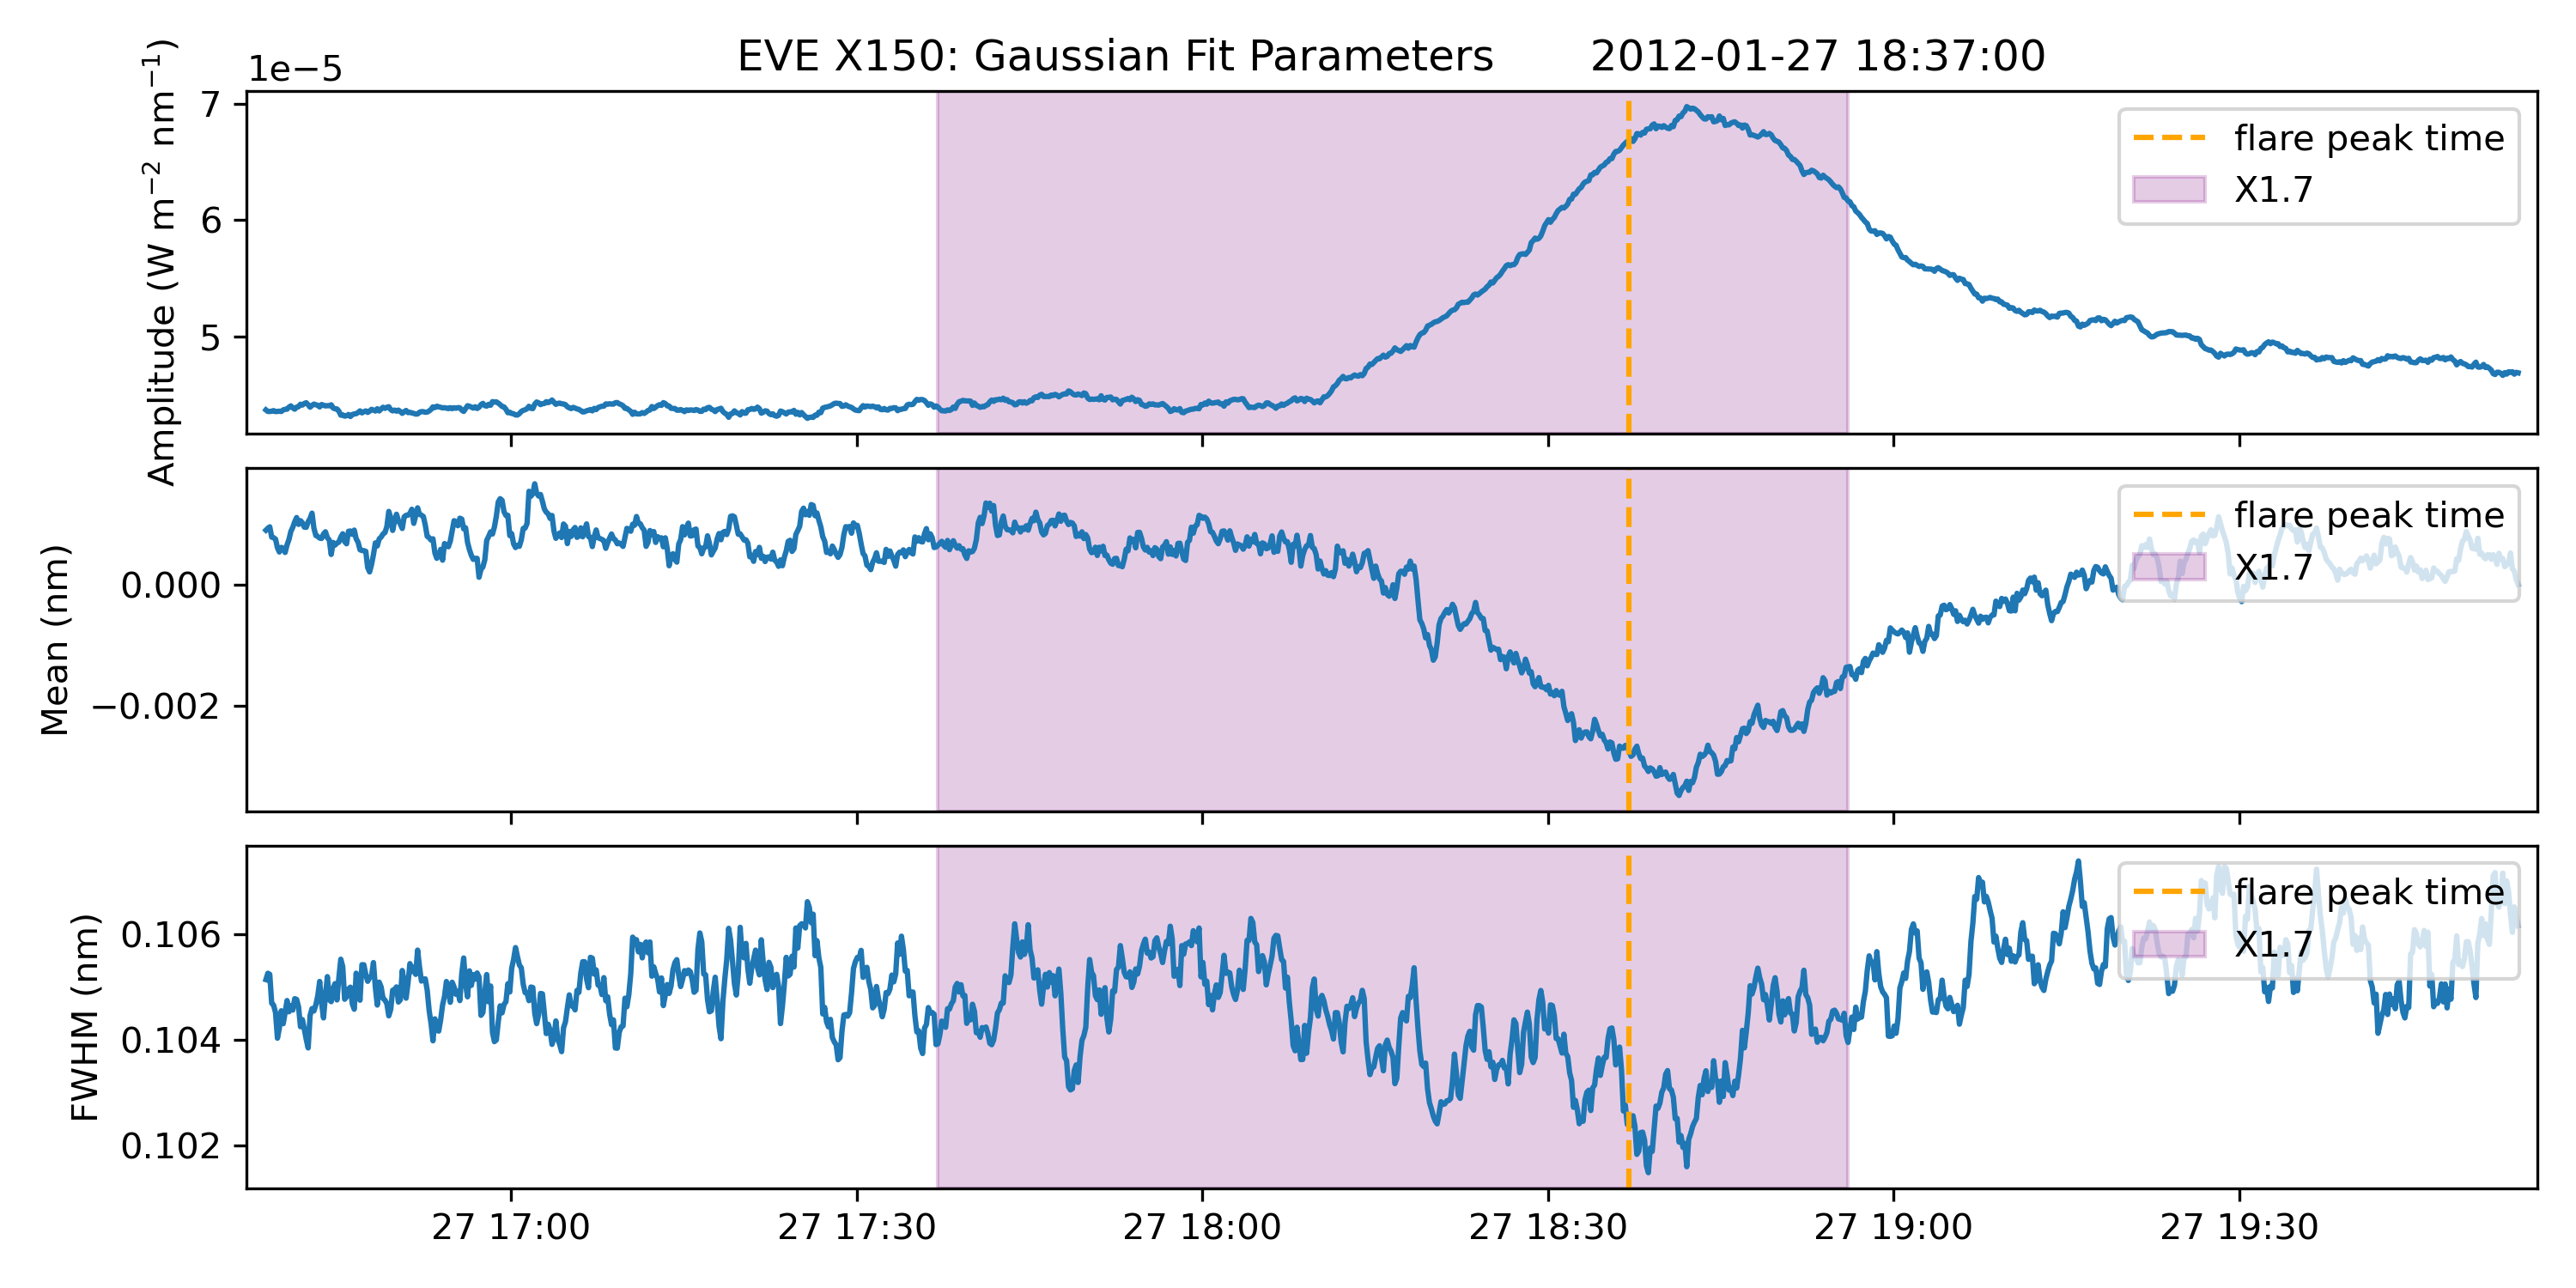 EVE X150: Gaussian Fit Parameters 2012-01-27 18:37:00
1e−5
Amplitude (W m⁻² nm⁻¹)
7
6
5
flare peak time
X1.7
Mean (nm)
0.000
−0.002
flare peak time
X1.7
FWHM (nm)
0.106
0.104
0.102
flare peak time
X1.7
27 17:00 27 17:30 27 18:00 27 18:30 27 19:00 27 19:30